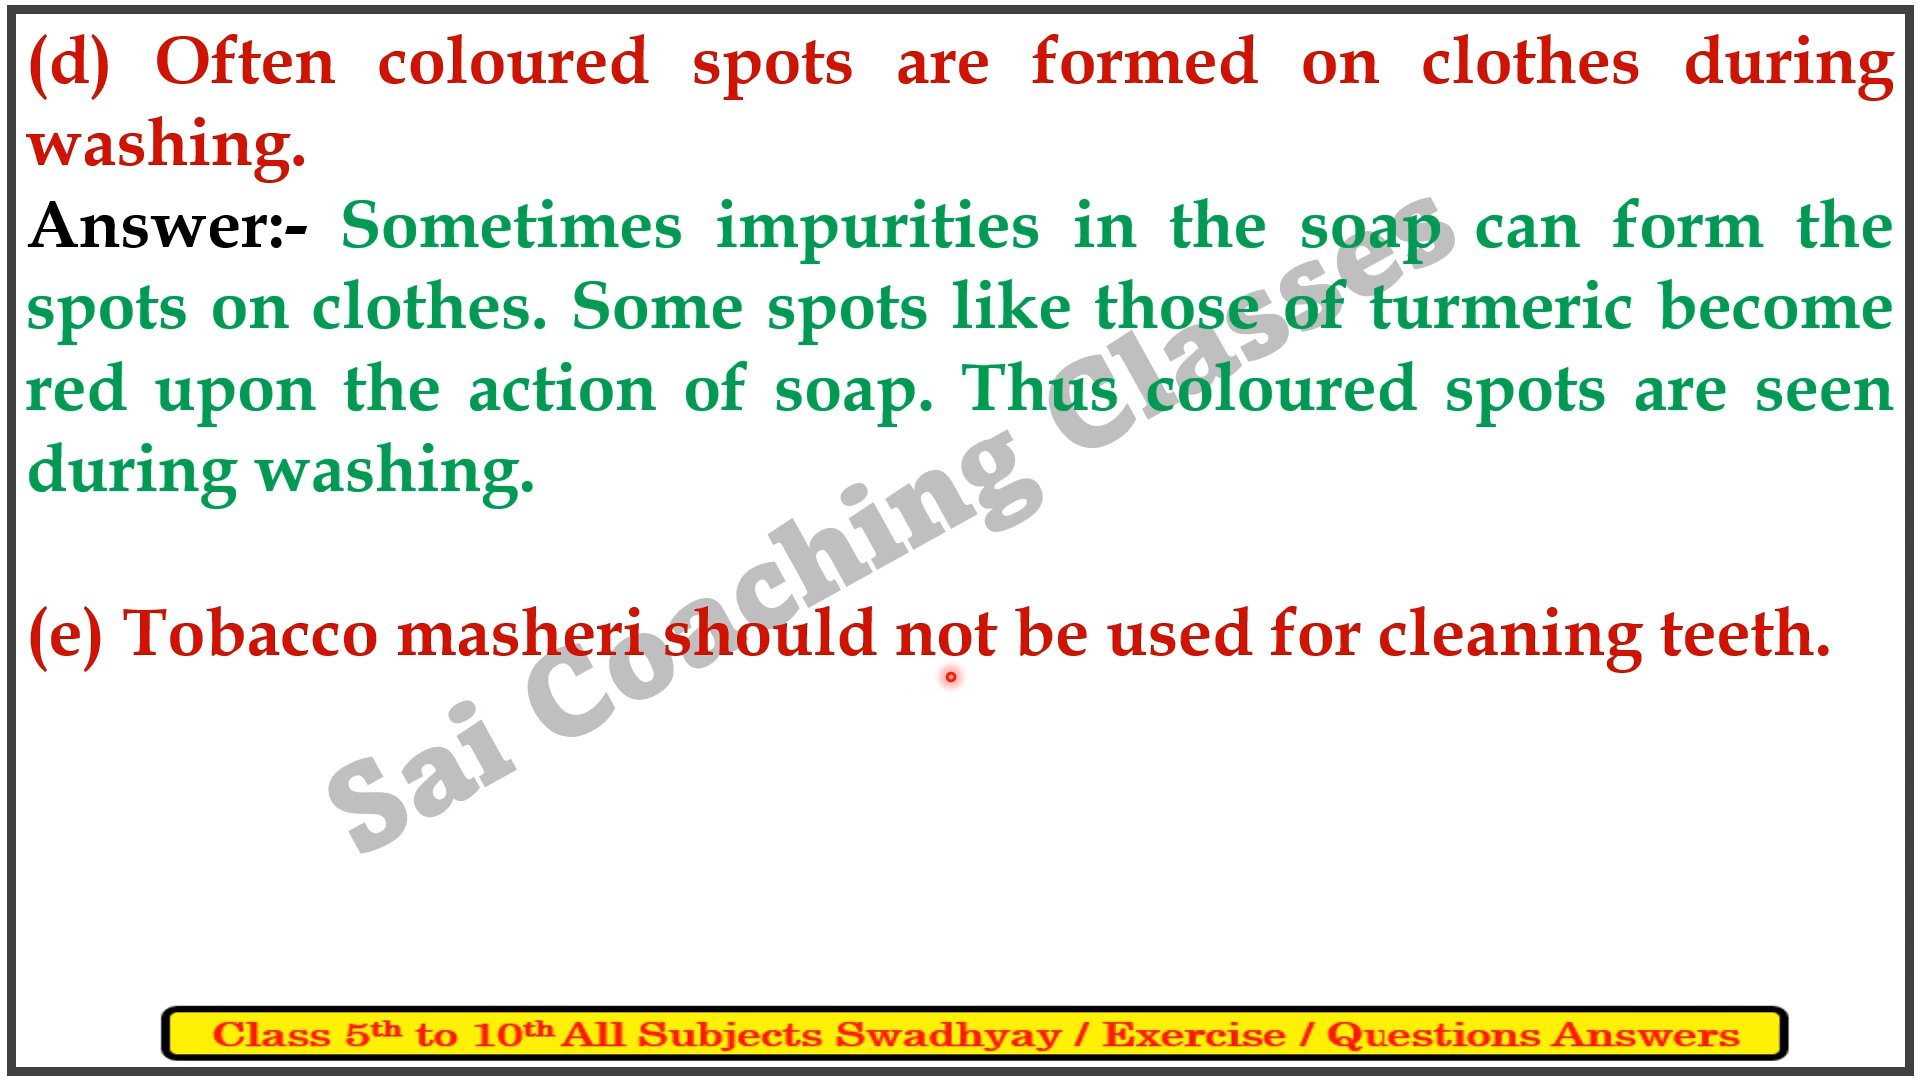 (d) Often coloured spots are formed on clothes during
washing.
Answer:- Sometimes impurities in the soap can form the
spots on clothes. Some spots like those of turmeric become
red upon the action of soap. Thus coloured spots are seen
during washing.
(e) Tobacco masheri should not be used for cleaning teeth.
Sai Coaching Classes
Class 5th to 10th All Subjects Swadhyay / Exercise / Questions Answers